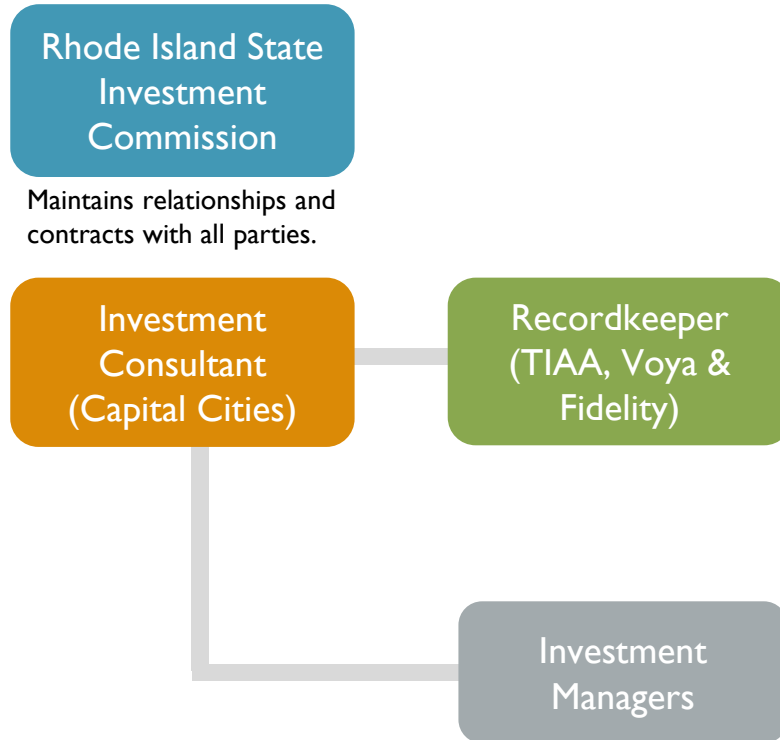 Rhode Island State
Investment
Commission
Maintains relationships and
contracts with all parties.
Investment
Consultant
(Capital Cities)
Recordkeeper
(TIAA, Voya &
Fidelity)
Investment
Managers